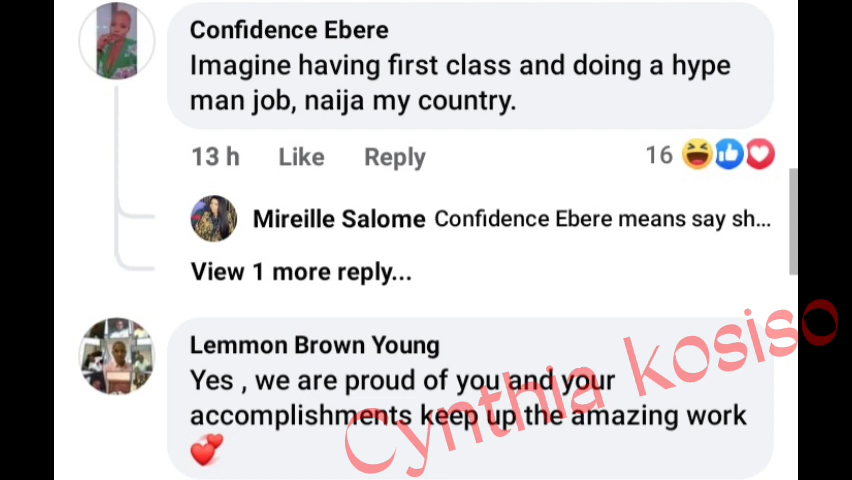 Confidence Ebere
Imagine having first class and doing a hype
man job, naija my country.
13 h Like Reply 16
Mireille Salome Confidence Ebere means say sh...
View 1 more reply...
Lemmon Brown Young
Yes , we are proud of you and your
accomplishments keep up the amazing work
Cynthia kosiso